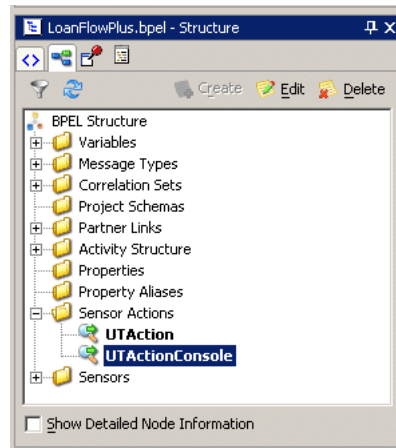 LoanFlowPlus.bpel - Structure
Create Edit Delete
BPEL Structure
Variables
Message Types
Correlation Sets
Project Schemas
Partner Links
Activity Structure
Properties
Property Aliases
Sensor Actions
UTAction
UTActionConsole
Sensors
Show Detailed Node Information